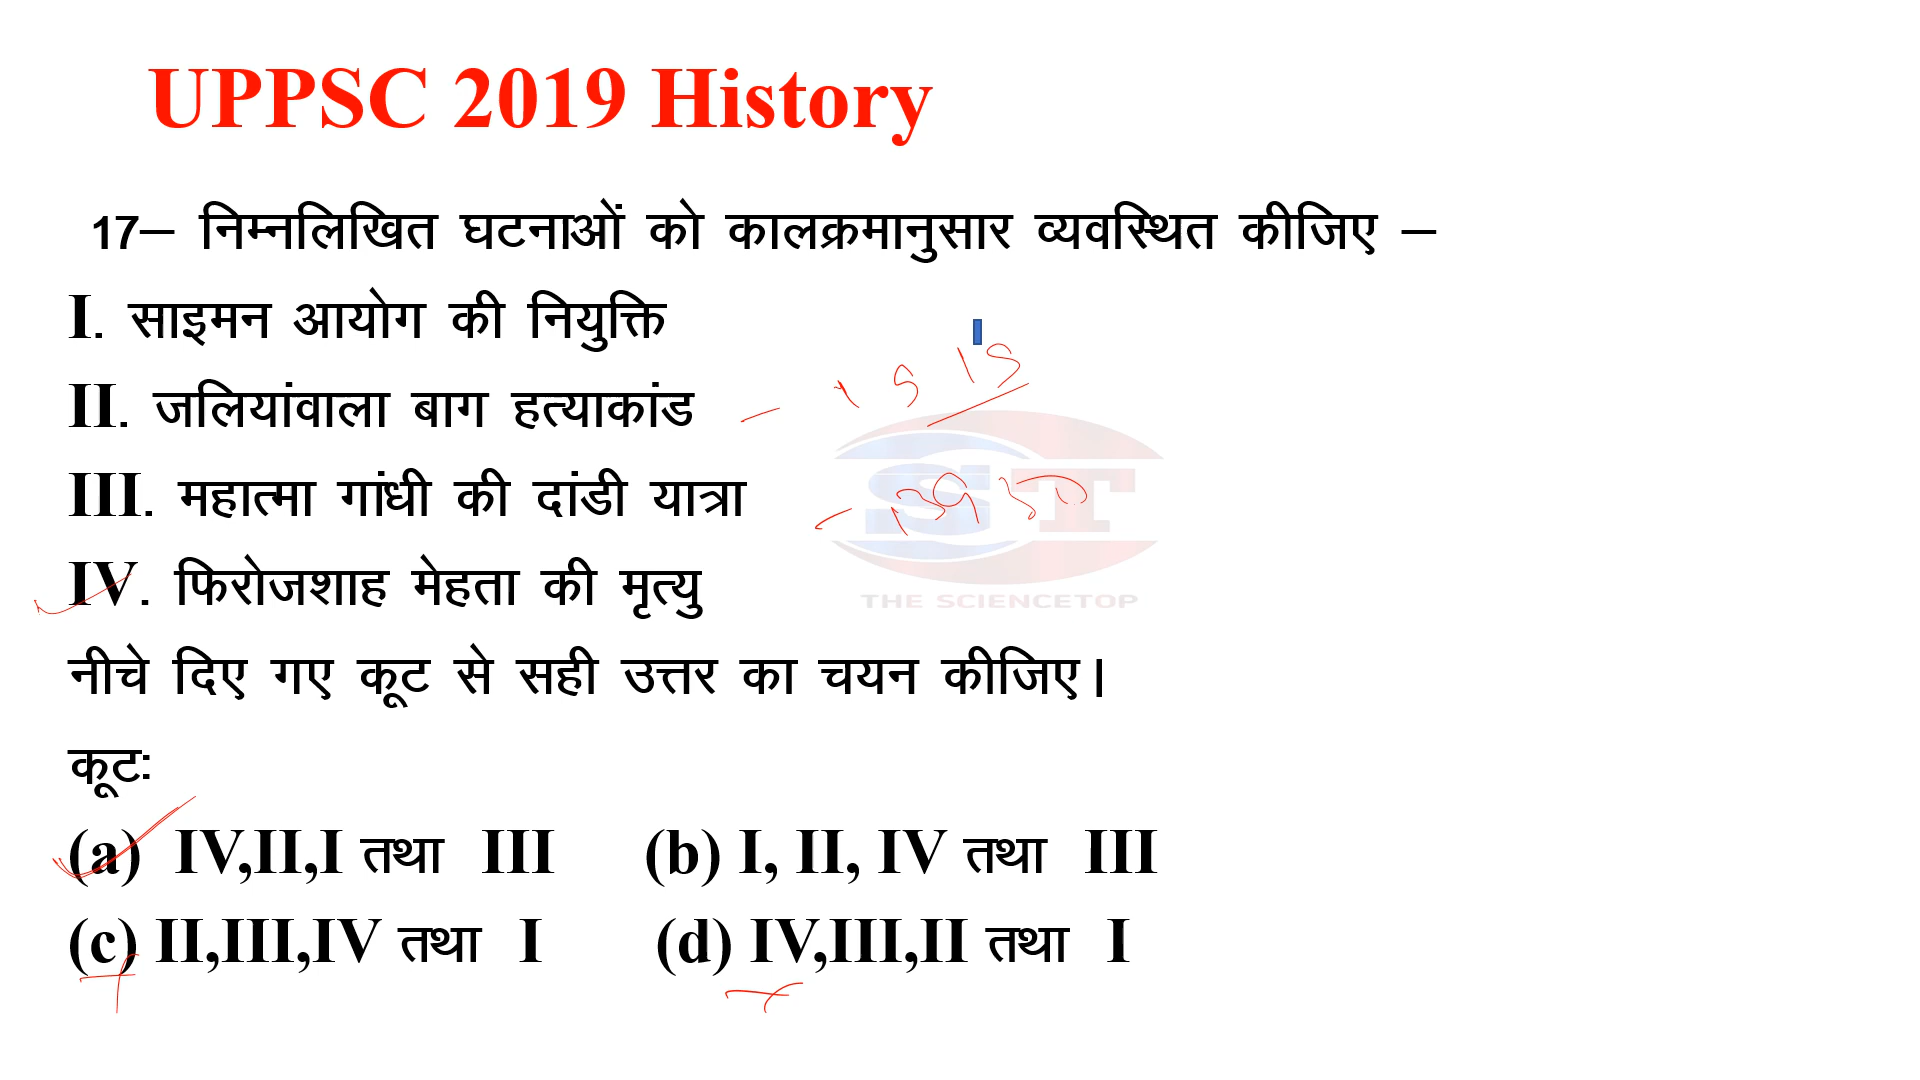 UPPSC 2019 History
17– निम्नलिखित घटनाओं को कालक्रमानुसार व्यवस्थित कीजिए –
I. साइमन आयोग की नियुक्ति
II. जलियांवाला बाग हत्याकांड – 1919
III. महात्मा गांधी की दांडी यात्रा – 1930
IV. फिरोजशाह मेहता की मृत्यु
THE SCIENCETOP
नीचे दिए गए कूट से सही उत्तर का चयन कीजिए।
कूटः
(a) IV,II,I तथा III (b) I, II, IV तथा III
(c) II,III,IV तथा I (d) IV,III,II तथा I